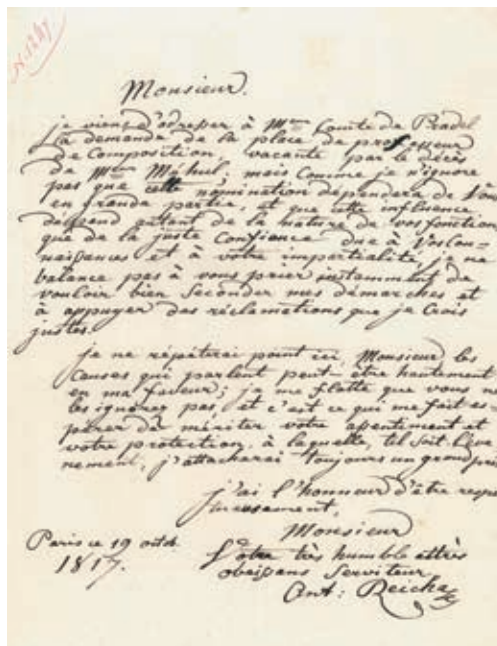 N. 1247
Monsieur.
je viens d'adresser à Mr. Comte de Pradel
la demande de la place de professeur
de Composition, vacante par le décès
de Mr. Méhul; mais comme je n'ignore
pas que cette nomination dependera de Vous
en grande partie et que cette influence
depend autant de la nature de vos fonctions
que de la juste Confiance due à Vos Con=
naissances et à votre impartialité, je ne
balance pas à vous prier instamment de
vouloir bien Seconder mes démarches et
à appuyer des réclamations que je Crois
justes.
je ne répéterai point ici, Monsieur les
Causes qui parlent peut-être hautement
en ma faveur; je me flatte que vous ne
les ignorez pas, et c'est ce qui me fait es-
pérer de mériter votre assentiment et
votre protection, à laquelle, tel soit l'évé
nement, j'attacherai toujours un grand prix
j'ai l'honneur d'être respec
tueusement,
Monsieur
Paris ce 19 octob.
1817.
Votre très humble et très
obeissans Serviteur
Ant: Reicha